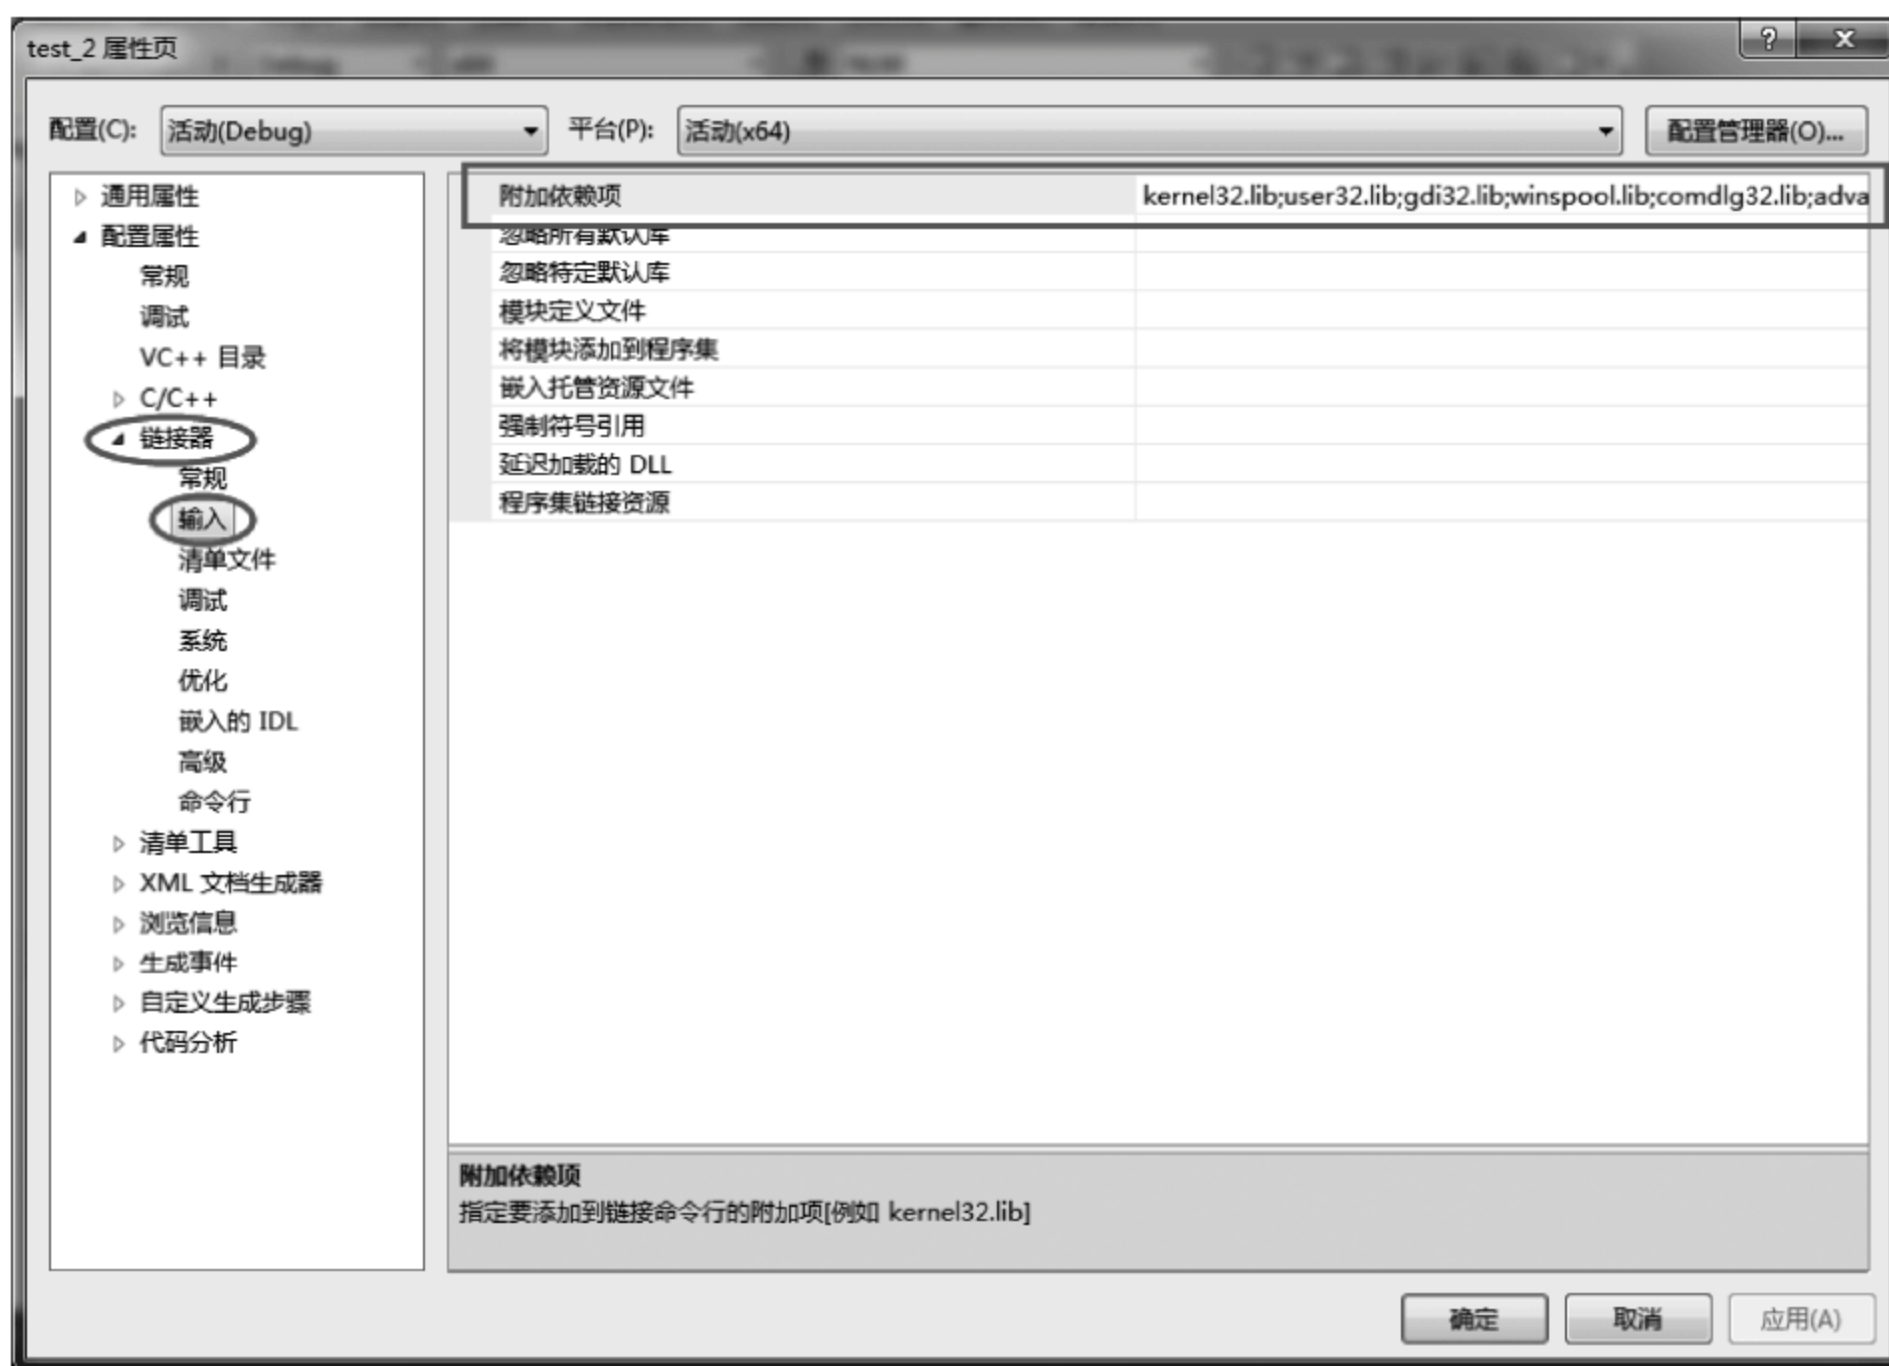 test_2 属性页
配置(C): 活动(Debug) 平台(P): 活动(x64) 配置管理器(O)...
通用属性
配置属性
常规
调试
VC++ 目录
C/C++
链接器
常规
输入
清单文件
调试
系统
优化
嵌入的 IDL
高级
命令行
清单工具
XML 文档生成器
浏览信息
生成事件
自定义生成步骤
代码分析
附加依赖项 kernel32.lib;user32.lib;gdi32.lib;winspool.lib;comdlg32.lib;adva
忽略所有默认库
忽略特定默认库
模块定义文件
将模块添加到程序集
嵌入托管资源文件
强制符号引用
延迟加载的 DLL
程序集链接资源
附加依赖项
指定要添加到链接命令行的附加项[例如 kernel32.lib]
确定 取消 应用(A)